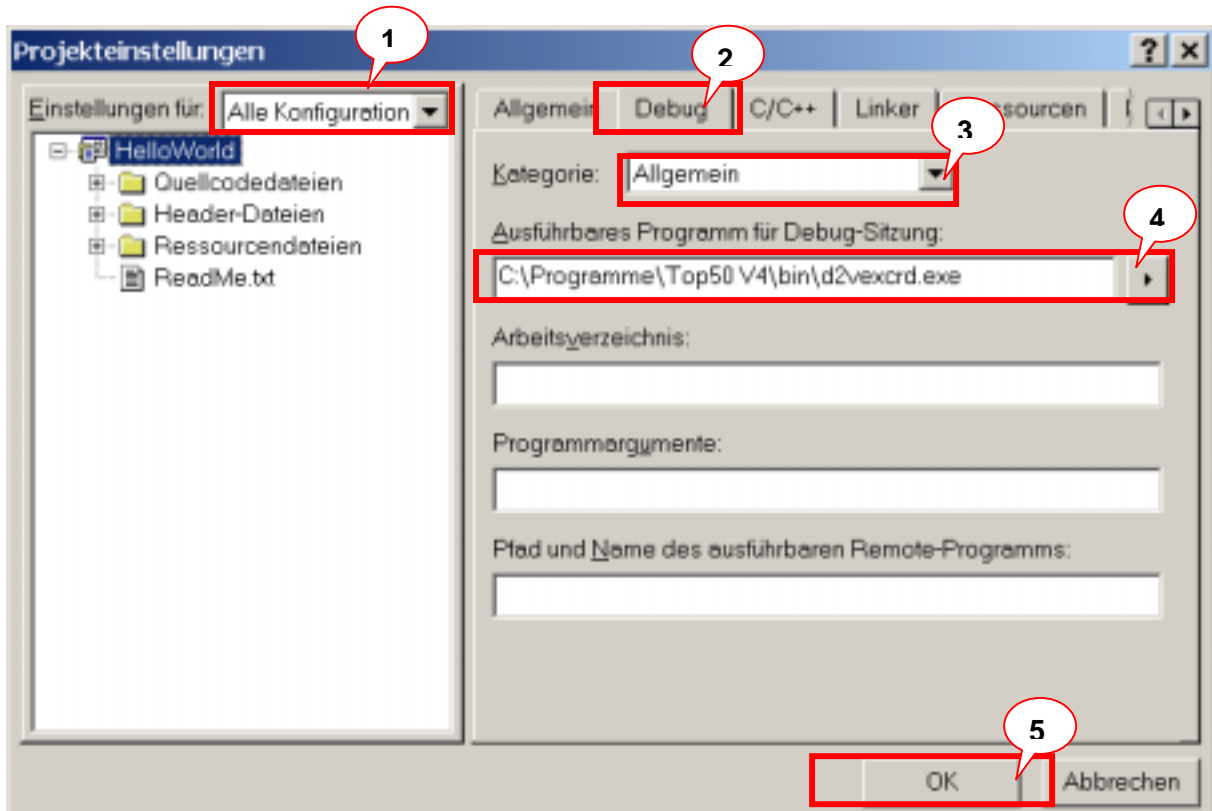 1
2
Projekteinstellungen
Einstellungen für: Alle Konfiguration
Allgemein Debug C/C++ Linker
3
HelloWorld
Quellcodedateien
Header-Dateien
Ressourcendateien
ReadMe.txt
Kategorie: Allgemein
4
Ausführbares Programm für Debug-Sitzung:
C:\Programme\Top50 V4\bin\d2vexcrd.exe
Arbeitsverzeichnis:
Programmargumente:
Pfad und Name des ausführbaren Remote-Programms:
5
OK Abbrechen